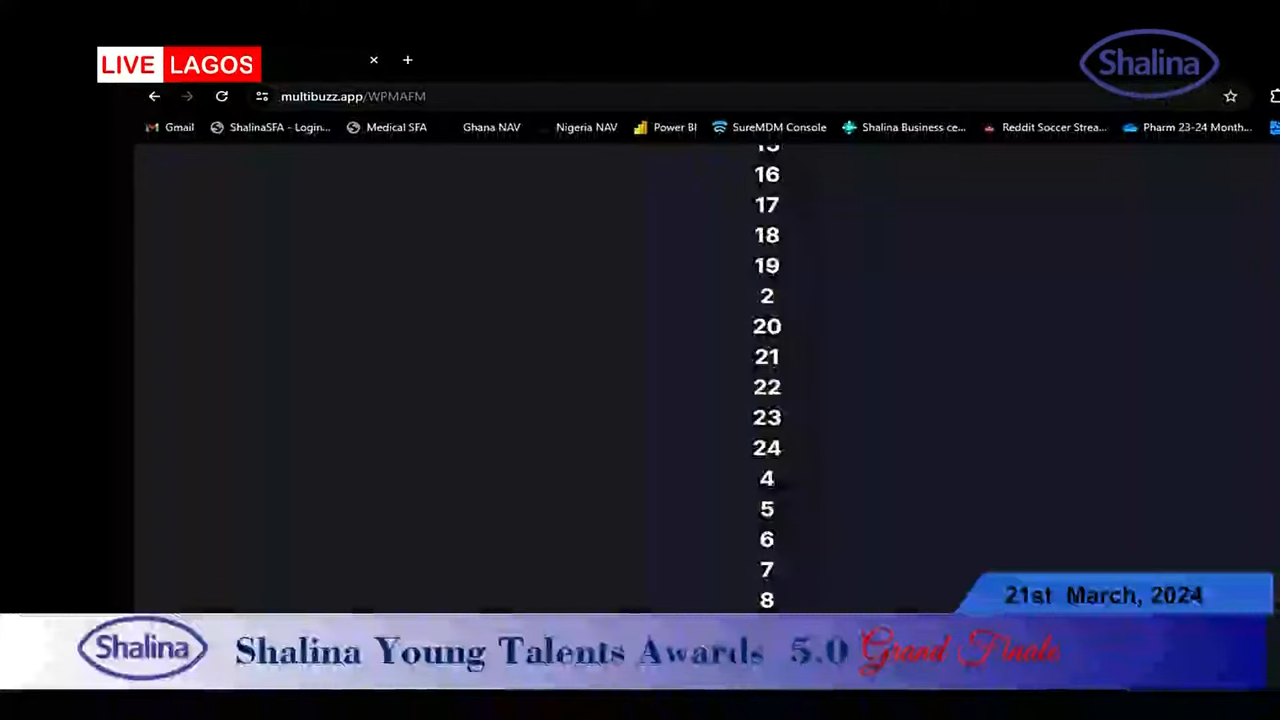 LIVE LAGOS
Shalina
multibuzz.app/WPMAFM
Gmail ShalinaSFA - Login... Medical SFA Ghana NAV Nigeria NAV Power BI SureMDM Console Shalina Business ce... Reddit Soccer Strea... Pharm 23-24 Month...
15
16
17
18
19
2
20
21
22
23
24
4
5
6
7
8
21st March, 2024
Shalina Shalina Young Talents Awards 5.0 Grand Finale